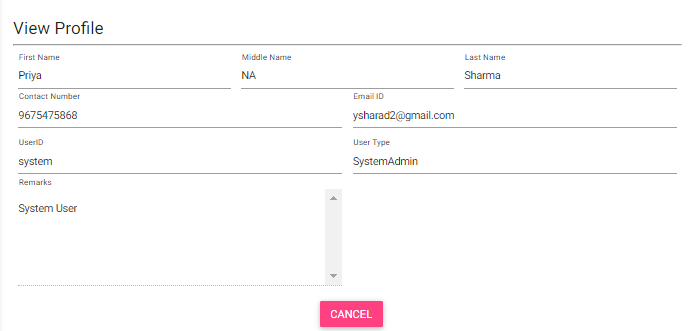 View Profile
First Name Middle Name Last Name
Priya NA Sharma
Contact Number Email ID
9675475868 ysharad2@gmail.com
UserID User Type
system SystemAdmin
Remarks
System User
CANCEL